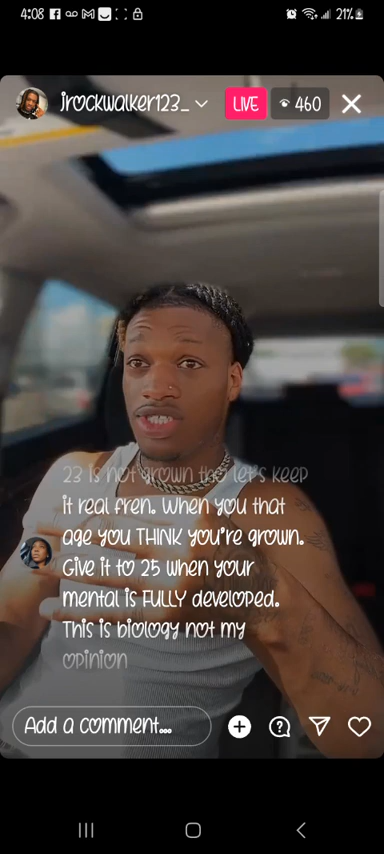 4:08
21%
jrockwalker123_
LIVE
460
23 is not grown tho let's keep
it real fren. When you that
age you THINK you're grown.
Give it to 25 when your
mental is FULLY developed.
This is biology not my
opinion
Add a comment...